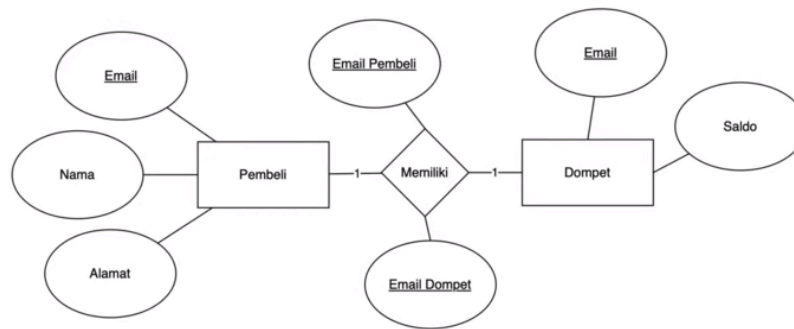 Email
Nama
Alamat
Pembeli
1
Email Pembeli
Memiliki
Email Dompet
1
Email
Dompet
Saldo